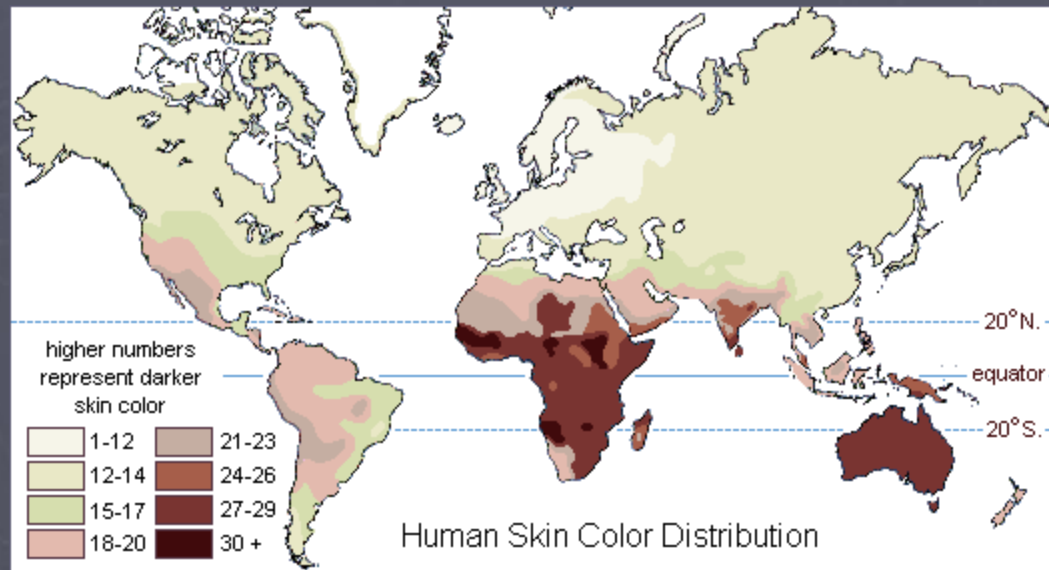 20°N.
higher numbers
represent darker
skin color
equator
20°S.
1-12
21-23
12-14
24-26
15-17
27-29
18-20
30 +
Human Skin Color Distribution